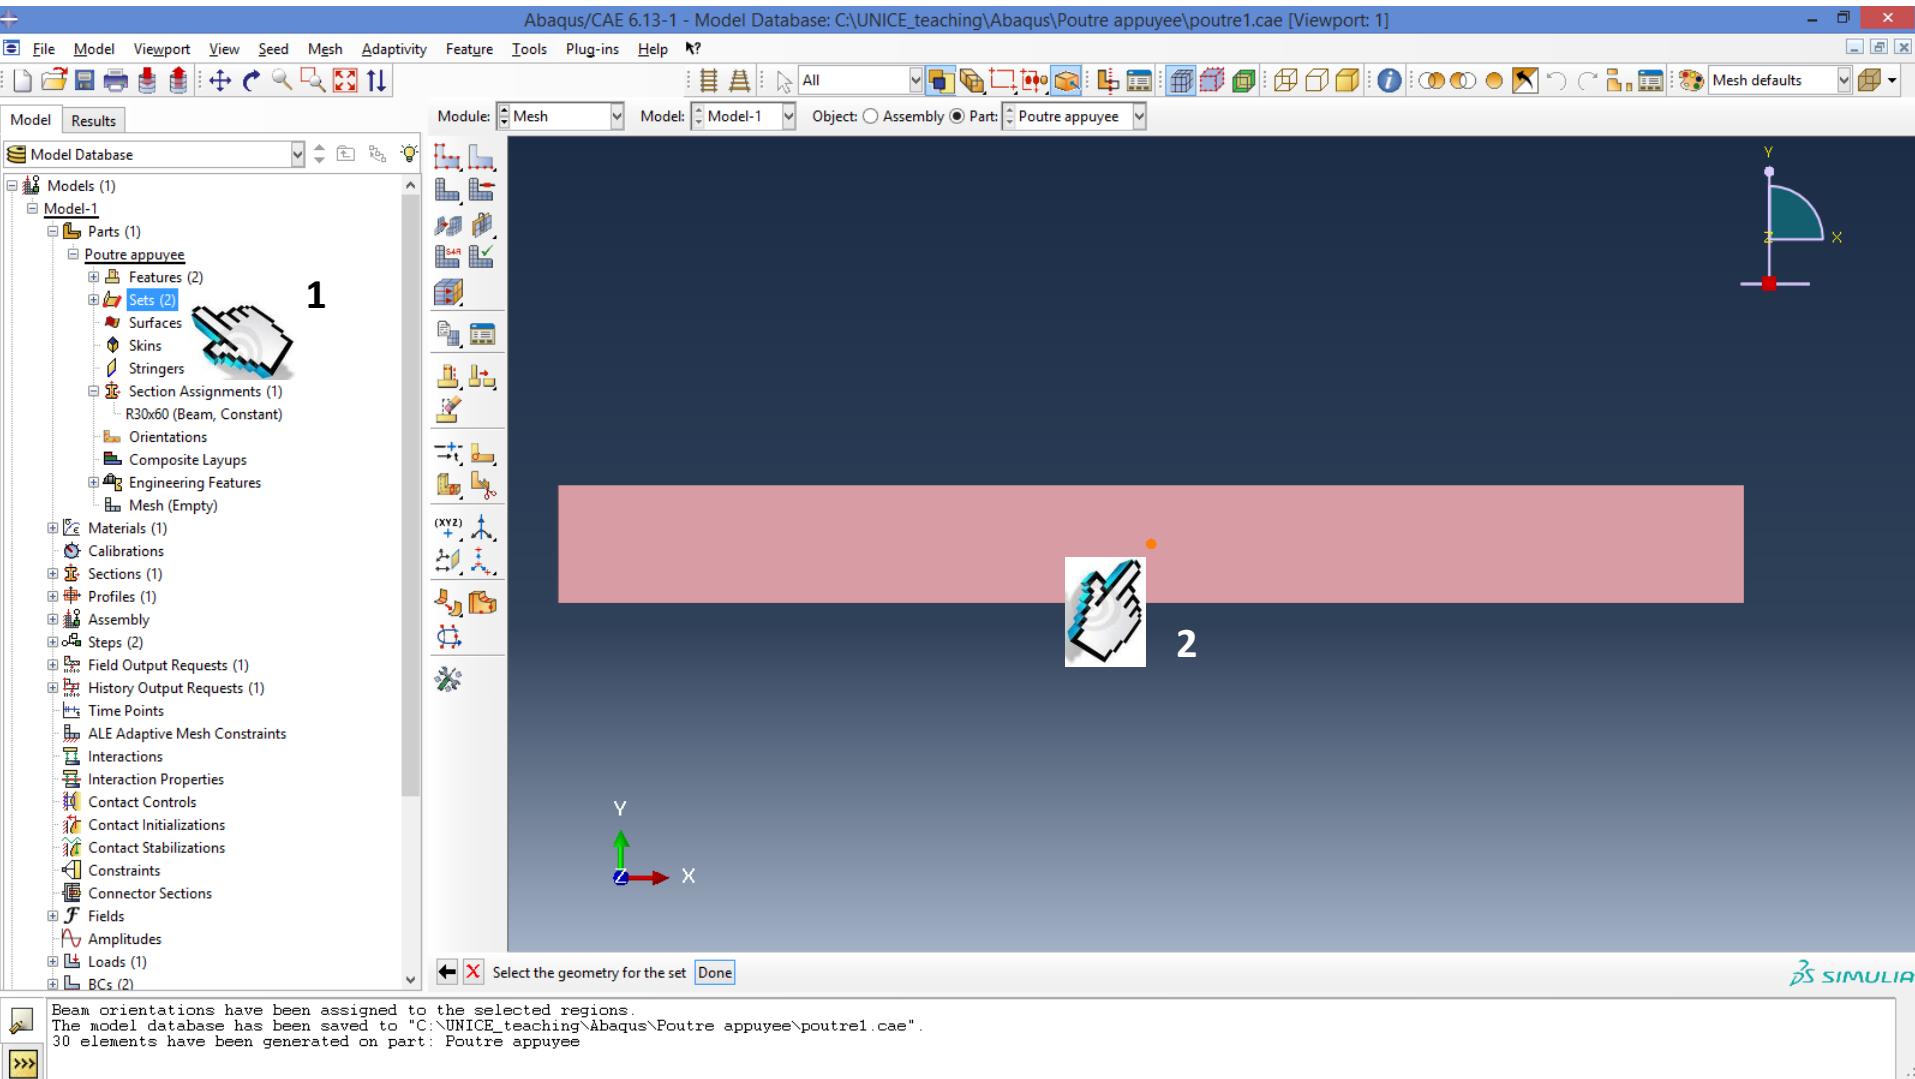 Abaqus/CAE 6.13-1 - Model Database: C:\UNICE_teaching\Abaqus\Poutre appuyee\poutre1.cae [Viewport: 1]
File Model Viewport View Seed Mesh Adaptivity Feature Tools Plug-ins Help
All
Mesh defaults
Model Results
Module: Mesh Model: Model-1 Object: Assembly Part: Poutre appuyee
Model Database
Models (1)
Model-1
Parts (1)
Poutre appuyee
Features (2)
Sets (2)
Surfaces
Skins
Stringers
Section Assignments (1)
R30x60 (Beam, Constant)
Orientations
Composite Layups
Engineering Features
Mesh (Empty)
Materials (1)
Calibrations
Sections (1)
Profiles (1)
Assembly
Steps (2)
Field Output Requests (1)
History Output Requests (1)
Time Points
ALE Adaptive Mesh Constraints
Interactions
Interaction Properties
Contact Controls
Contact Initializations
Contact Stabilizations
Constraints
Connector Sections
Fields
Amplitudes
Loads (1)
BCs (2)
(XYZ)
1
2
Y
Z X
Y
Z X
Select the geometry for the set Done
SIMULIA
Beam orientations have been assigned to the selected regions.
The model database has been saved to "C:\UNICE_teaching\Abaqus\Poutre appuyee\poutre1.cae".
30 elements have been generated on part: Poutre appuyee
>>>